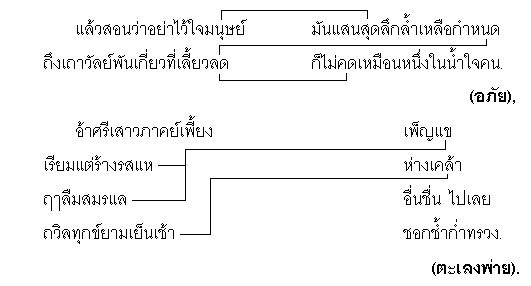 แล้วสอนว่าอย่าไว้ใจมนุษย์ มันแสนสุดลึกล้ำเหลือกำหนด
ถึงเถาวัลย์พันเกี่ยวที่เลี้ยวลด ก็ไม่คดเหมือนหนึ่งในน้ำใจคน.
(อภัย),
อ้าศรีเสาวภาคย์เพี้ยง เพ็ญแข
เรียมแต่ร้างรสแห ห่างเคล้า
ฤๅลืมสมรแล อื่นชื่น ไปเลย
ถวิลทุกข์ยามเย็นเช้า ชอกช้ำก่ำทรวง.
(ตะเลงพ่าย).